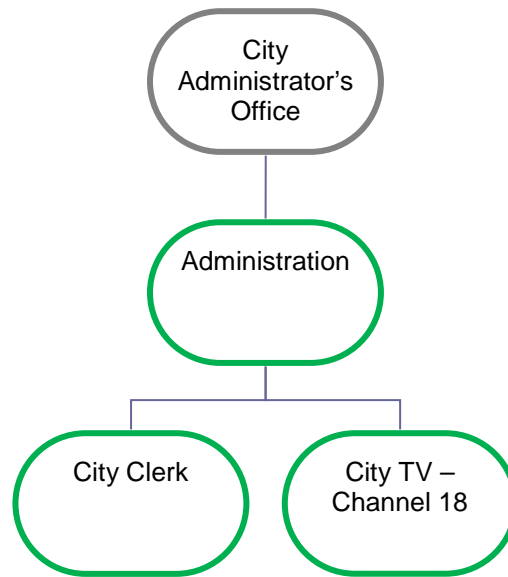 City
Administrator's
Office
Administration
City Clerk
City TV –
Channel 18